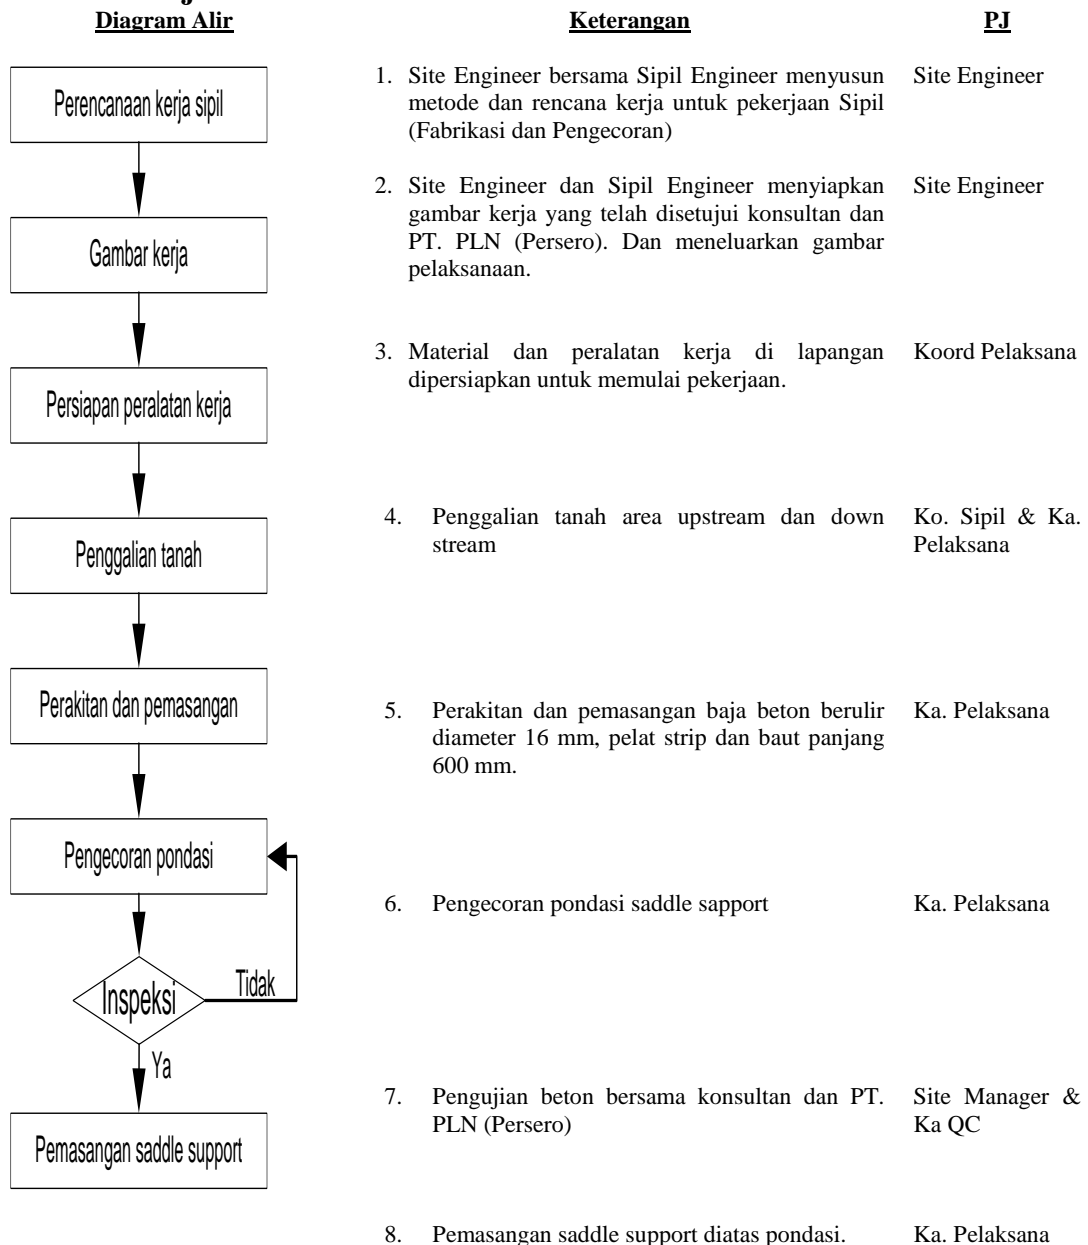 Diagram Alir Keterangan PJ
Perencanaan kerja sipil
1. Site Engineer bersama Sipil Engineer menyusun Site Engineer
metode dan rencana kerja untuk pekerjaan Sipil
(Fabrikasi dan Pengecoran)
2. Site Engineer dan Sipil Engineer menyiapkan Site Engineer
gambar kerja yang telah disetujui konsultan dan
PT. PLN (Persero). Dan meneluarkan gambar
pelaksanaan.
Gambar kerja
3. Material dan peralatan kerja di lapangan Koord Pelaksana
dipersiapkan untuk memulai pekerjaan.
Persiapan peralatan kerja
4. Penggalian tanah area upstream dan down Ko. Sipil & Ka.
stream Pelaksana
Penggalian tanah
Perakitan dan pemasangan
5. Perakitan dan pemasangan baja beton berulir Ka. Pelaksana
diameter 16 mm, pelat strip dan baut panjang
600 mm.
Pengecoran pondasi
6. Pengecoran pondasi saddle sapport Ka. Pelaksana
Inspeksi
Tidak
Ya
7. Pengujian beton bersama konsultan dan PT. Site Manager &
PLN (Persero) Ka QC
Pemasangan saddle support
8. Pemasangan saddle support diatas pondasi. Ka. Pelaksana